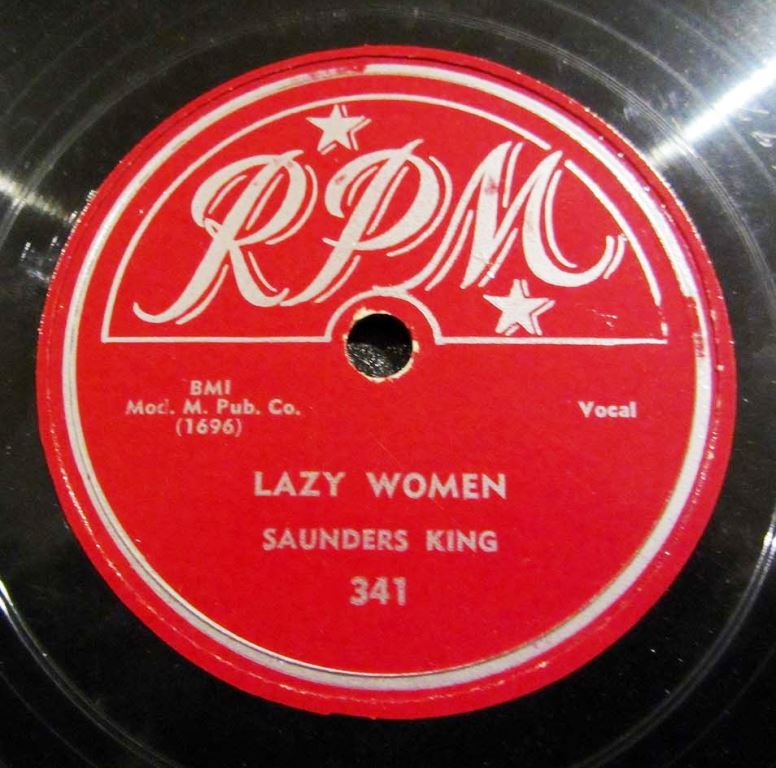 RPM
BMI
Mod. M. Pub. Co.
(1696)
Vocal
LAZY WOMEN
SAUNDERS KING
341